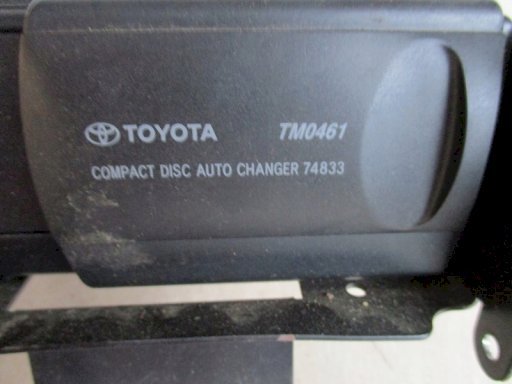 TOYOTA TM0461
COMPACT DISC AUTO CHANGER 74833